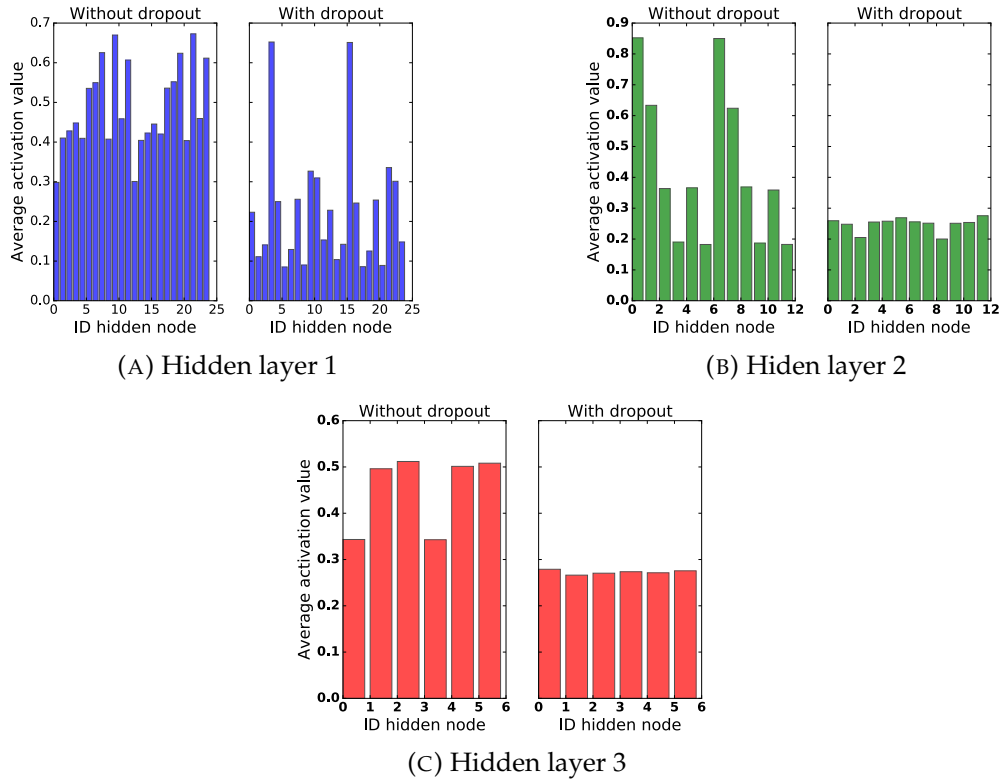 Without dropout
With dropout
Average activation value
0.7
0.6
0.5
0.4
0.3
0.2
0.1
0.0
0 5 10 15 20 25
0 5 10 15 20 25
ID hidden node
ID hidden node
(A) Hidden layer 1
Without dropout
With dropout
Average activation value
0.9
0.8
0.7
0.6
0.5
0.4
0.3
0.2
0.1
0.0
0 2 4 6 8 10 12
0 2 4 6 8 10 12
ID hidden node
ID hidden node
(B) Hiden layer 2
Without dropout
With dropout
Average activation value
0.6
0.5
0.4
0.3
0.2
0.1
0.0
0 1 2 3 4 5 6
0 1 2 3 4 5 6
ID hidden node
ID hidden node
(C) Hidden layer 3